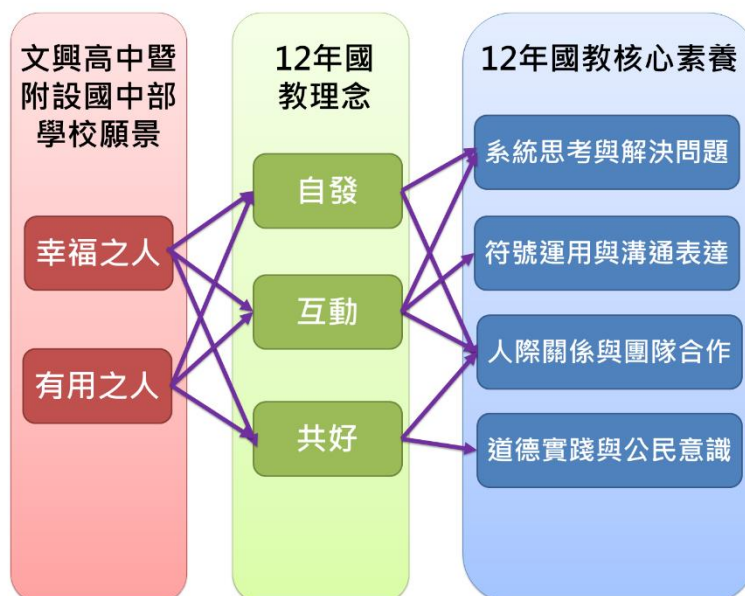 文興高中暨
附設國中部
學校願景
幸福之人
有用之人
12年國
教理念
自發
互動
共好
12年國教核心素養
系統思考與解決問題
符號運用與溝通表達
人際關係與團隊合作
道德實踐與公民意識